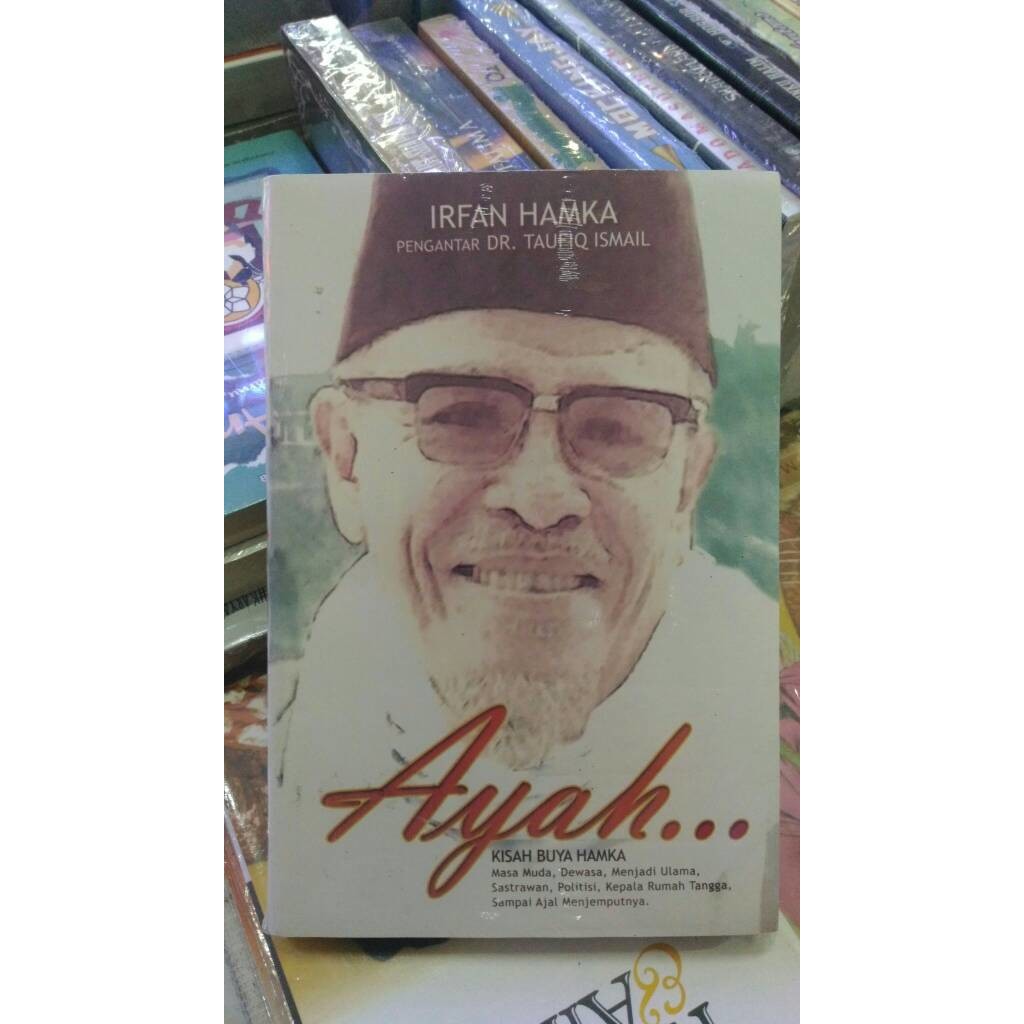 IRFAN HAMKA
PENGANTAR DR. TAUFIQ ISMAIL
Ayah...
KISAH BUYA HAMKA
Masa Muda, Dewasa, Menjadi Ulama,
Sastrawan, Politisi, Kepala Rumah Tangga,
Sampai Ajal Menjemputnya.